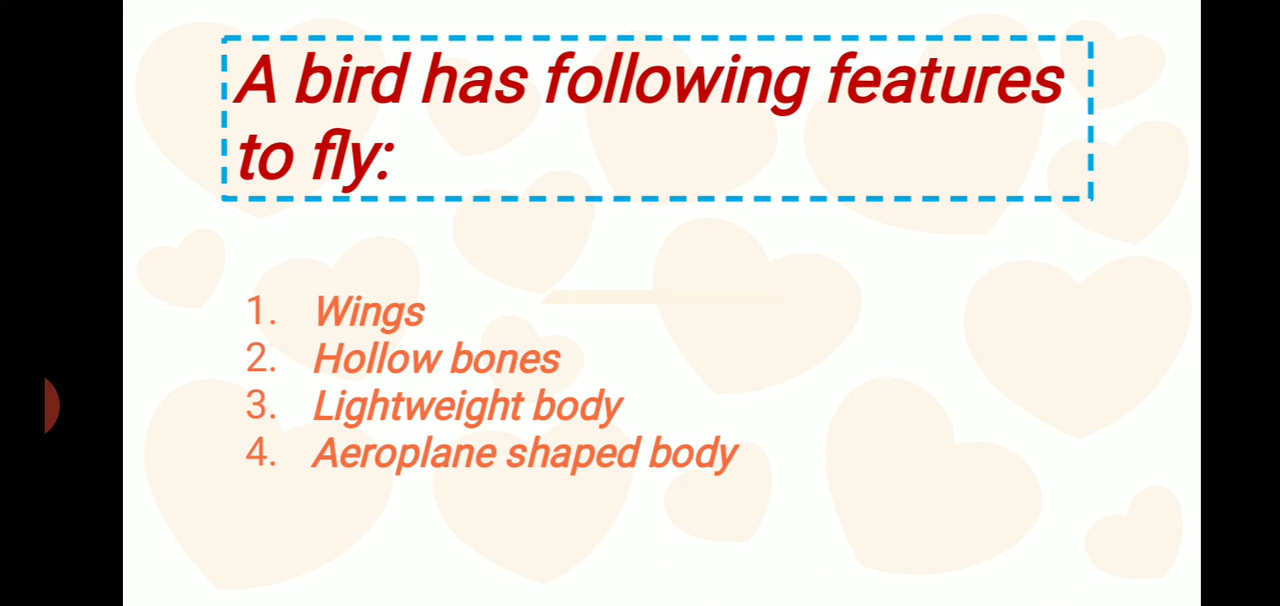 A bird has following features
to fly:
1. Wings
2. Hollow bones
3. Lightweight body
4. Aeroplane shaped body